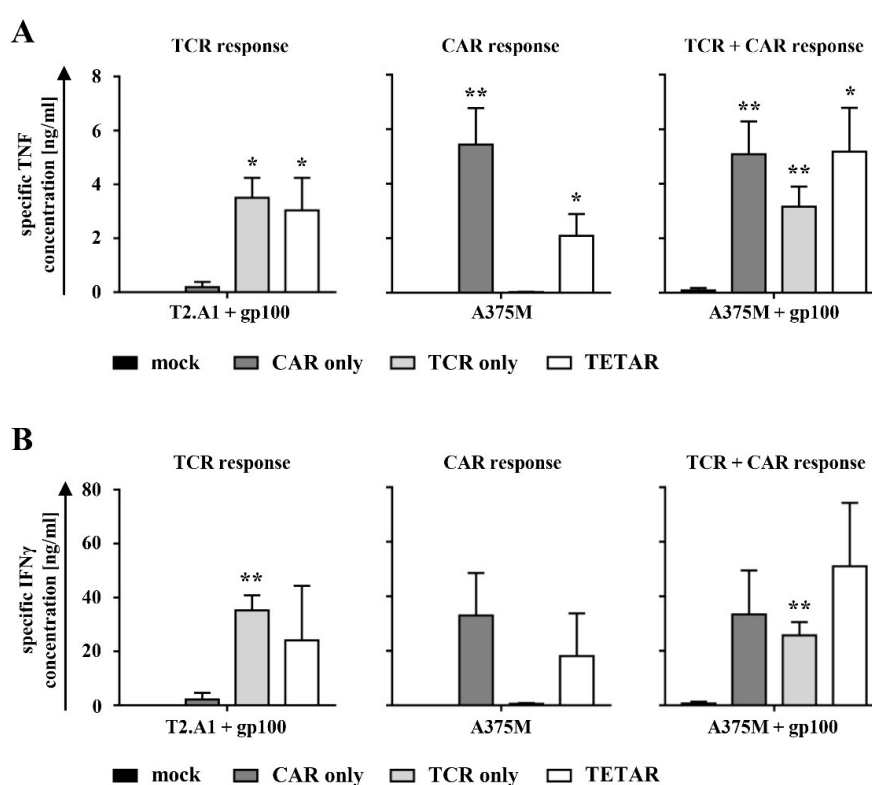 A
TCR response
CAR response
TCR + CAR response
specific TNF
concentration [ng/ml]
8
6
4
2
0
*
*
**
*
**
**
*
T2.A1 + gp100
A375M
A375M + gp100
mock
CAR only
TCR only
TETAR
B
TCR response
CAR response
TCR + CAR response
specific IFNγ
concentration [ng/ml]
80
60
40
20
0
**
**
T2.A1 + gp100
A375M
A375M + gp100
mock
CAR only
TCR only
TETAR